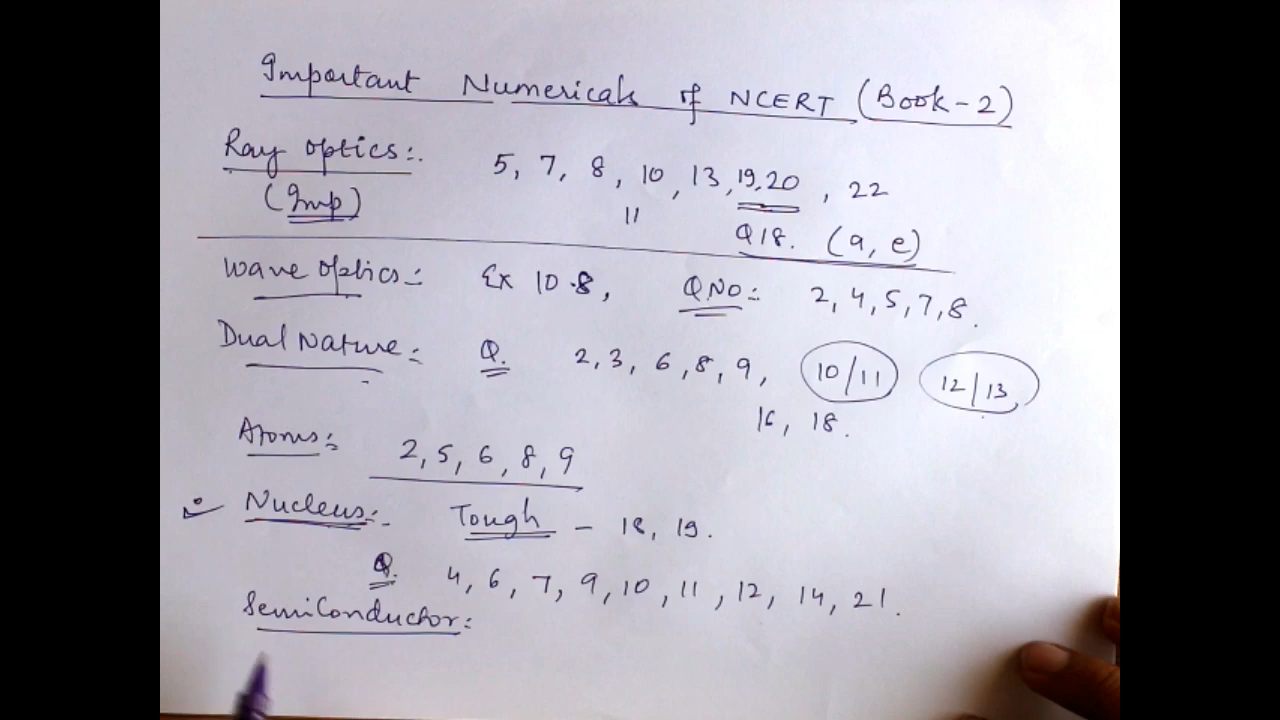 Important Numericals of NCERT (Book-2)
Ray optics:. 5, 7, 8, 10, 13, 19, 20, 22
(Imp) 11 Q18. (a, e)
Wave optics:- Ex 10.8, Q.NO:- 2, 4, 5, 7, 8.
Dual Nature:- Q. 2, 3, 6, 8, 9, 10/11 12/13
16, 18.
Atoms:- 2, 5, 6, 8, 9
Nucleus:- Tough - 18, 19.
Q. 4, 6, 7, 9, 10, 11, 12, 14, 21.
SemiConductor:-